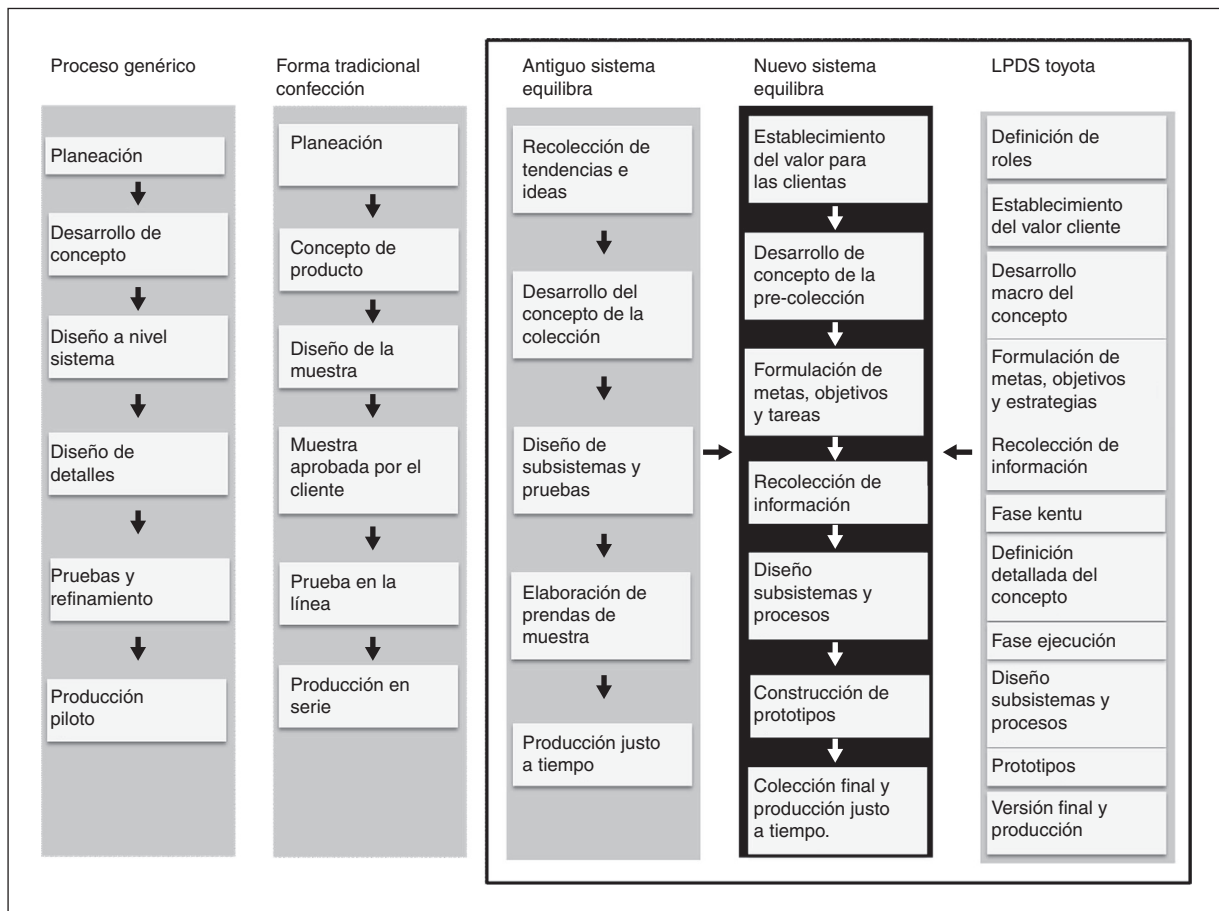 Proceso genérico
Planeación
Desarrollo de
concepto
Diseño a nivel
sistema
Diseño de
detalles
Pruebas y
refinamiento
Producción
piloto
Forma tradicional
confección
Planeación
Concepto de
producto
Diseño de la
muestra
Muestra
aprobada por el
cliente
Prueba en la
línea
Producción en
serie
Antiguo sistema
equilibra
Recolección de
tendencias e
ideas
Desarrollo del
concepto de la
colección
Diseño de
subsistemas y
pruebas
Elaboración de
prendas de
muestra
Producción justo
a tiempo
Nuevo sistema
equilibra
Establecimiento
del valor para
las clientas
Desarrollo de
concepto de la
pre-colección
Formulación de
metas, objetivos
y tareas
Recolección de
información
Diseño
subsistemas y
procesos
Construcción de
prototipos
Colección final y
producción justo
a tiempo.
LPDS toyota
Definición de
roles
Establecimiento
del valor cliente
Desarrollo
macro del
concepto
Formulación de
metas, objetivos
y estrategias
Recolección de
información
Fase kentu
Definición
detallada del
concepto
Fase ejecución
Diseño
subsistemas y
procesos
Prototipos
Versión final y
producción